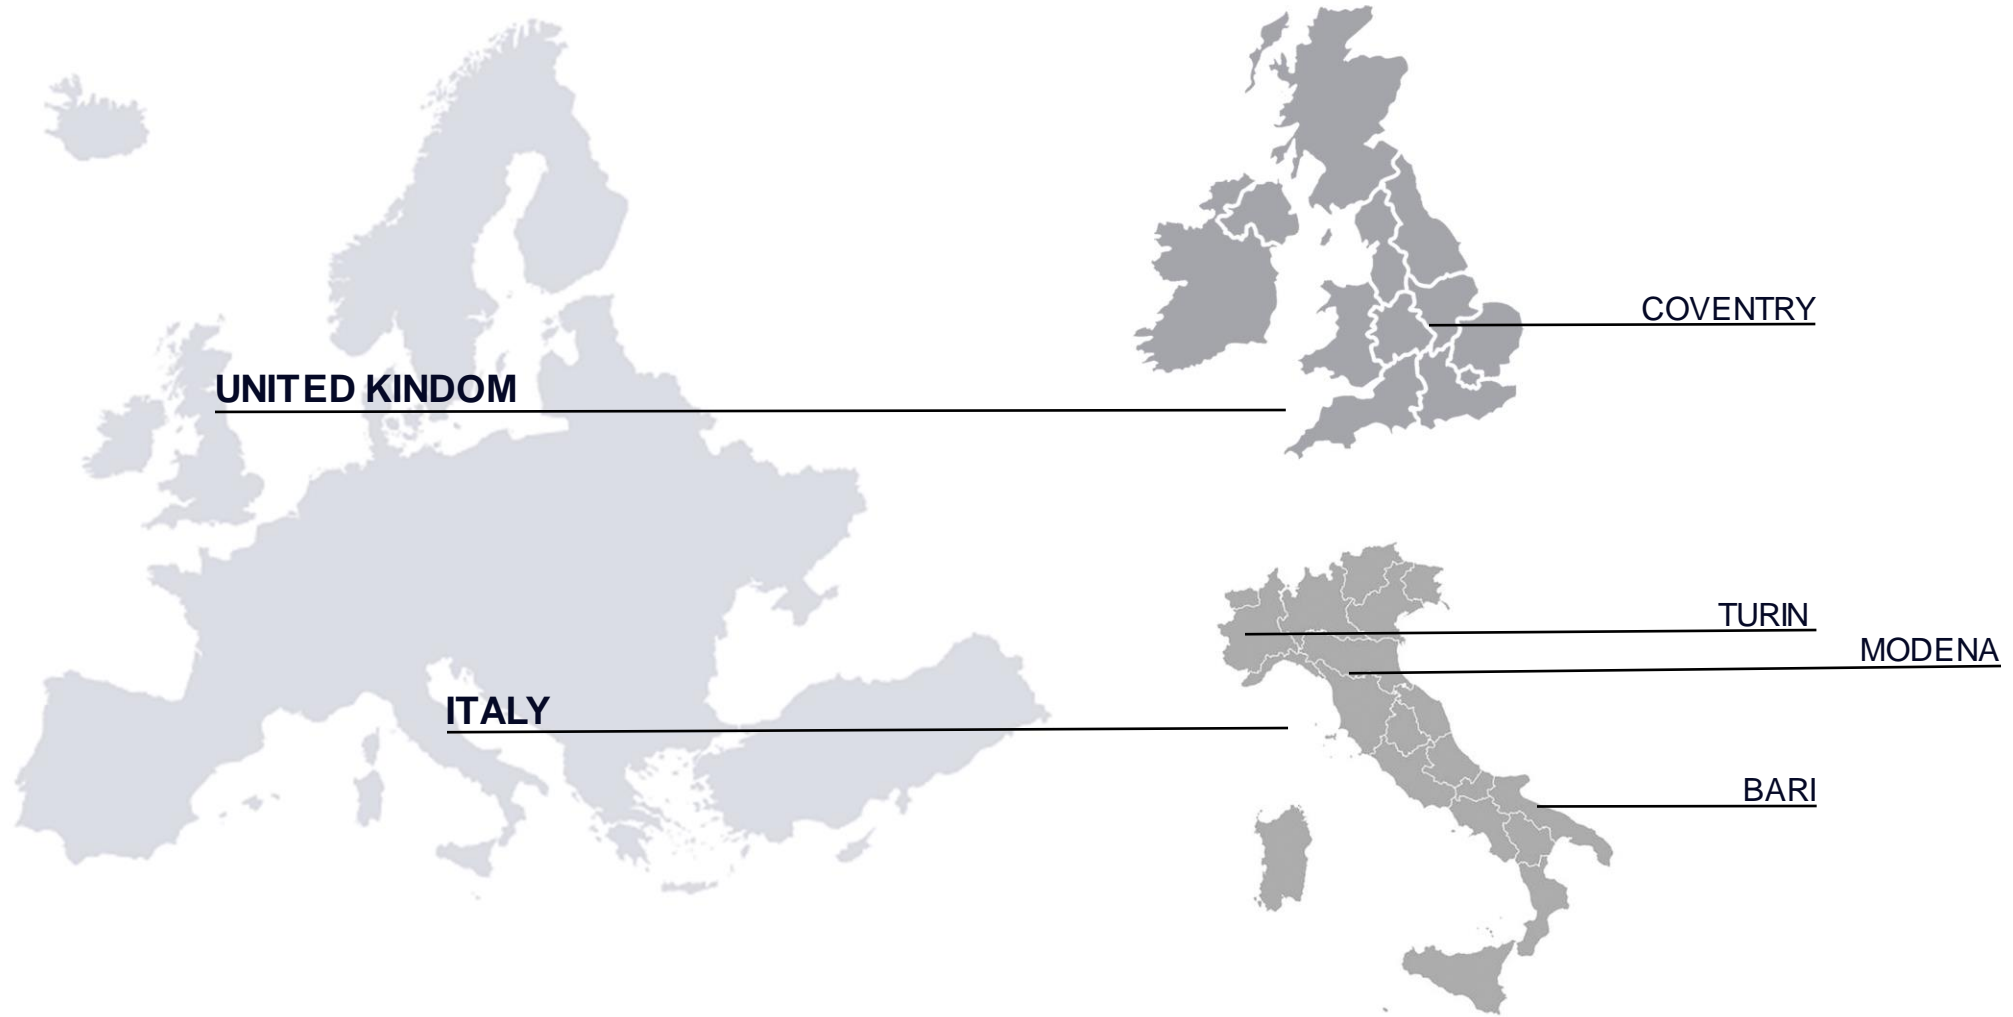 COVENTRY
UNITED KINDOM
TURIN
MODENA
ITALY
BARI